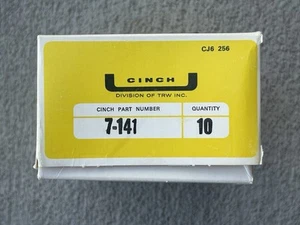 CJ6 256
CINCH
DIVISION OF TRW INC.
CINCH PART NUMBER QUANTITY
7-141 10